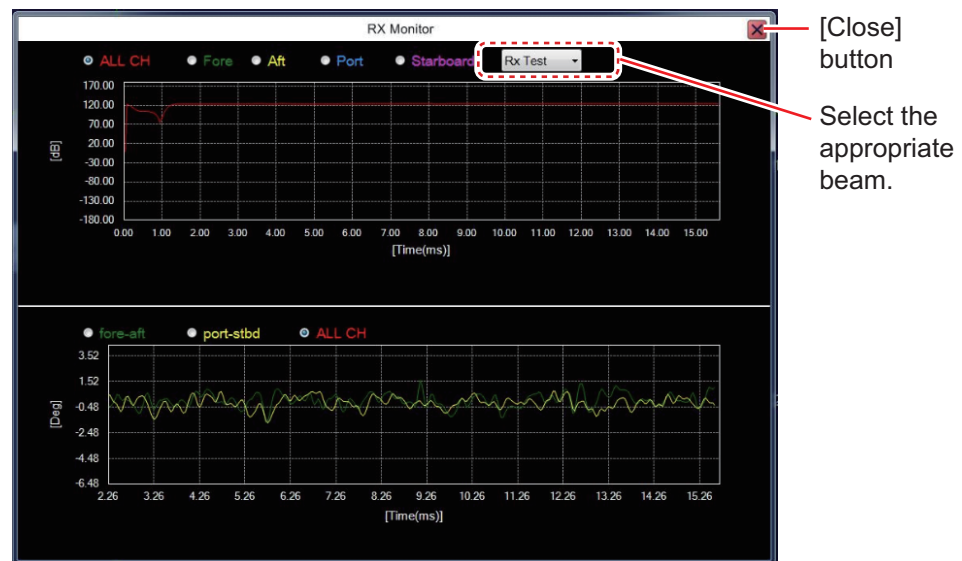 RX Monitor
[Close]
button
ALL CH Fore Aft Port Starboard Rx Test
Select the
appropriate
beam.
170.00
120.00
70.00
20.00
-30.00
-80.00
-130.00
-180.00
[dB]
0.00 1.00 2.00 3.00 4.00 5.00 6.00 7.00 8.00 9.00 10.00 11.00 12.00 13.00 14.00 15.00
[Time(ms)]
fore-aft port-stbd ALL CH
3.52
1.52
-0.48
-2.48
-4.48
-6.48
[Deg]
2.26 3.26 4.26 5.26 6.26 7.26 8.26 9.26 10.26 11.26 12.26 13.26 14.26 15.26
[Time(ms)]